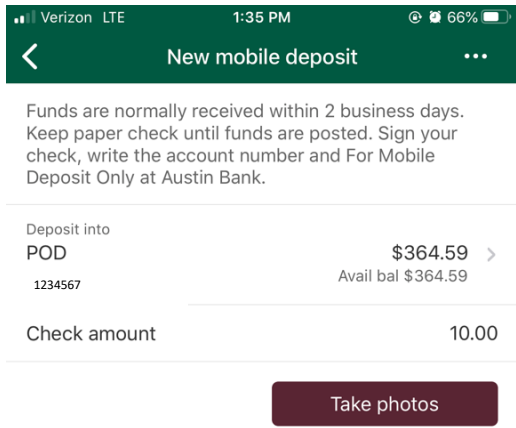 Verizon LTE 1:35 PM 66%
New mobile deposit
Funds are normally received within 2 business days.
Keep paper check until funds are posted. Sign your
check, write the account number and For Mobile
Deposit Only at Austin Bank.
Deposit into
POD $364.59
1234567 Avail bal $364.59
Check amount 10.00
Take photos